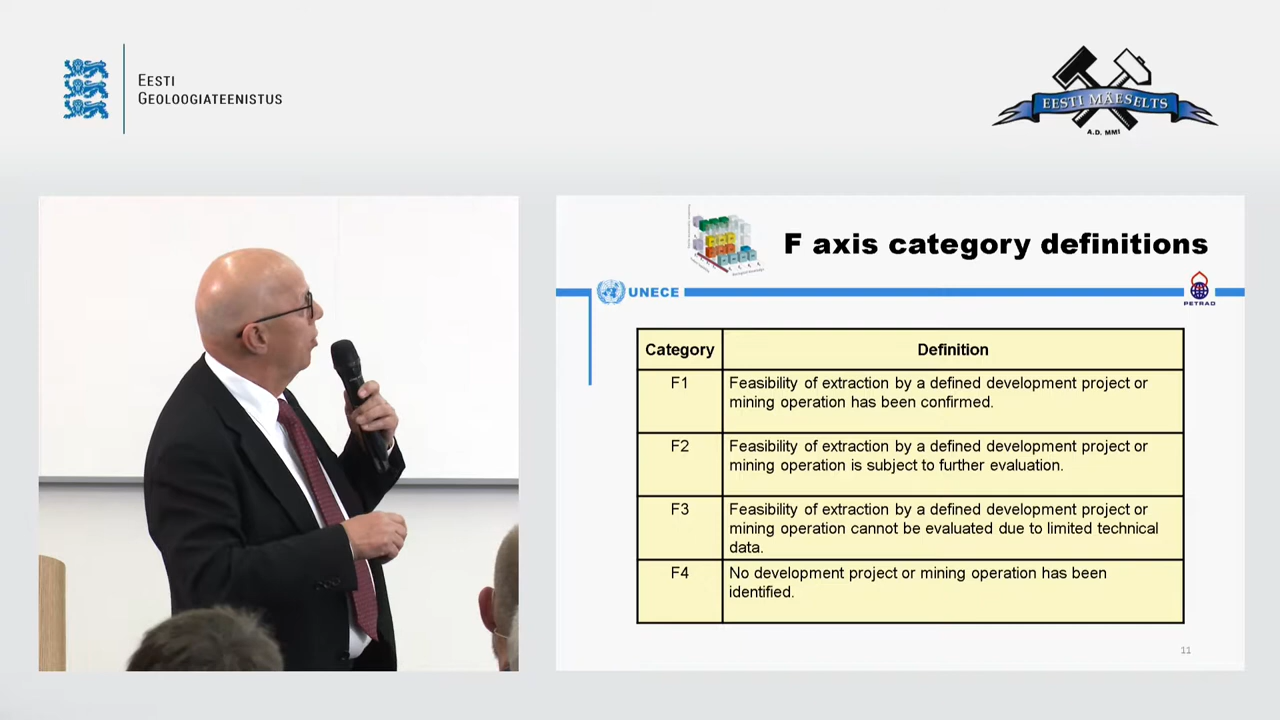 EESTI
GEOLOOGIATEENISTUS
EESTI MÄESELTS
A.D. MMI
F axis category definitions
UNECE
PETRAD
Category
Definition
F1
Feasibility of extraction by a defined development project or
mining operation has been confirmed.
F2
Feasibility of extraction by a defined development project or
mining operation is subject to further evaluation.
F3
Feasibility of extraction by a defined development project or
mining operation cannot be evaluated due to limited technical
data.
F4
No development project or mining operation has been
identified.
11